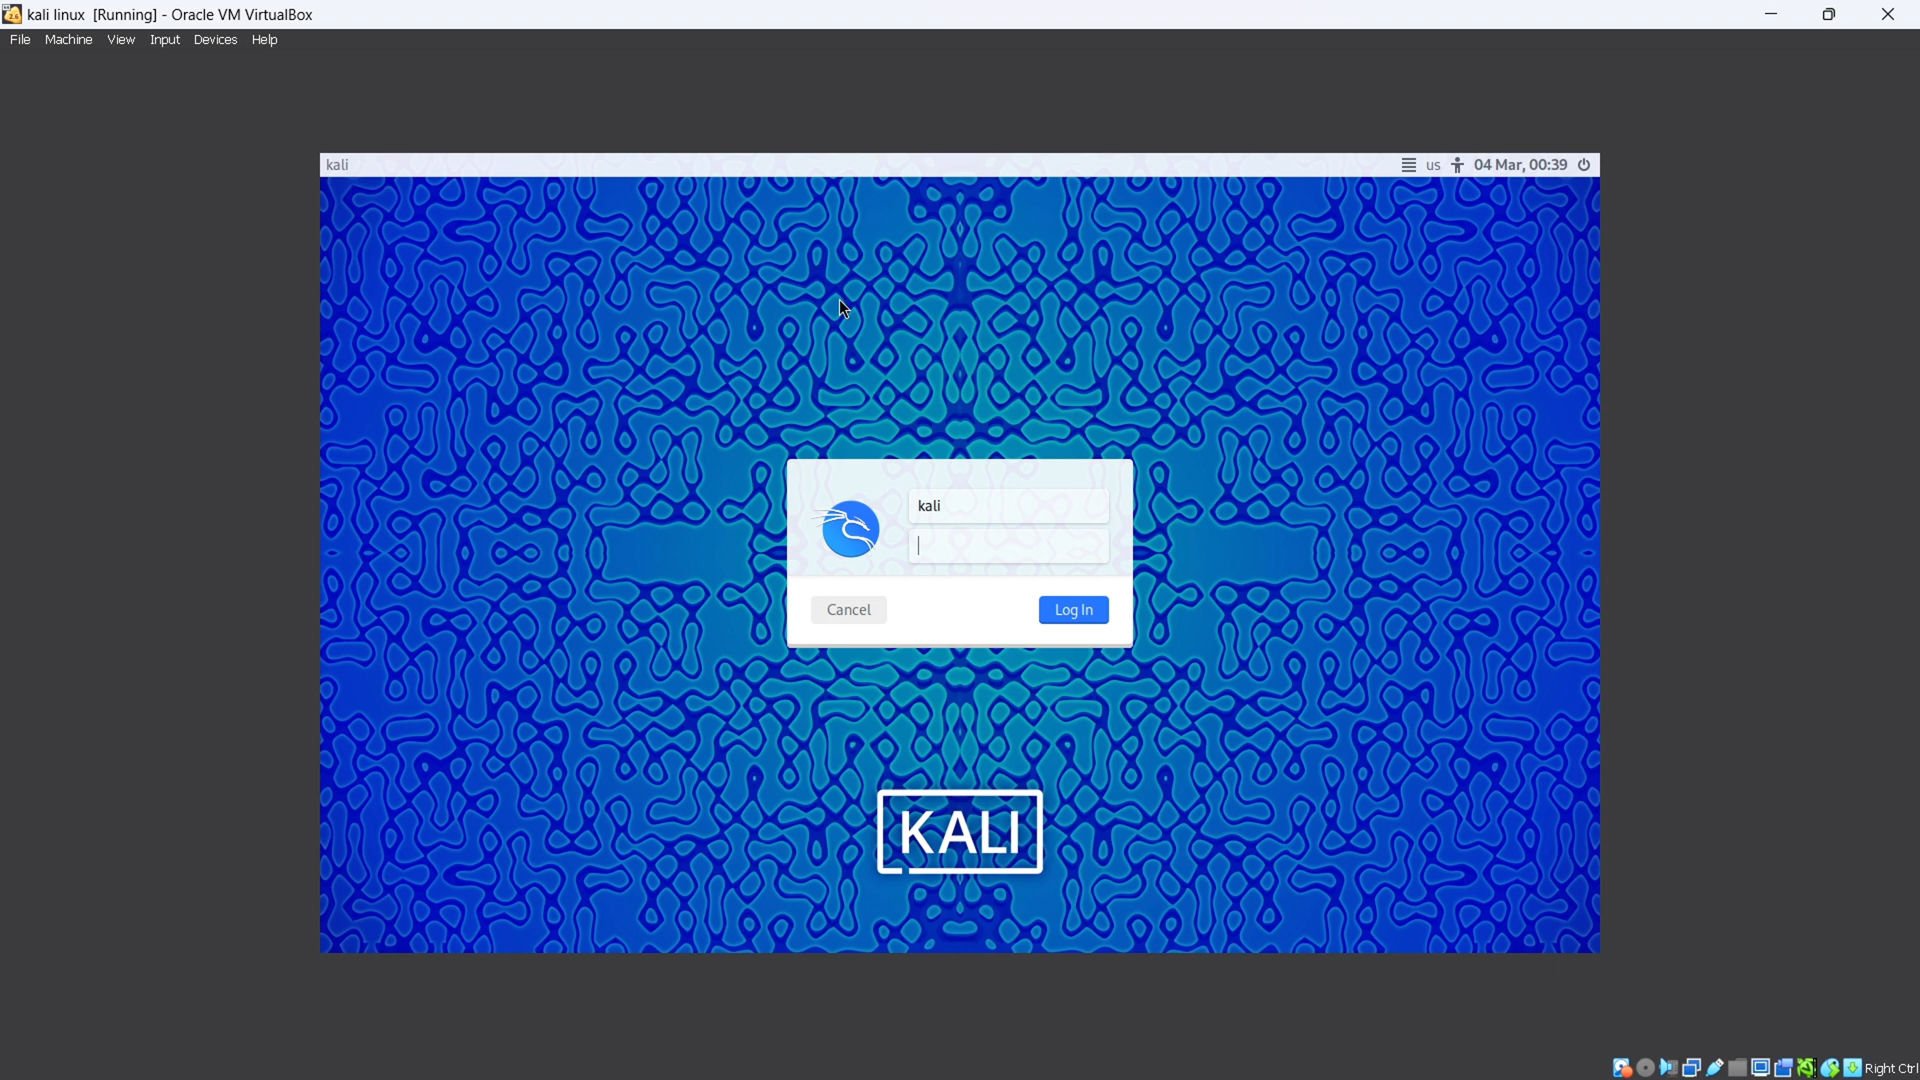 kali linux [Running] - Oracle VM VirtualBox
File Machine View Input Devices Help
kali us 04 Mar, 00:39
kali
Cancel Log In
KALI
Right Ctrl